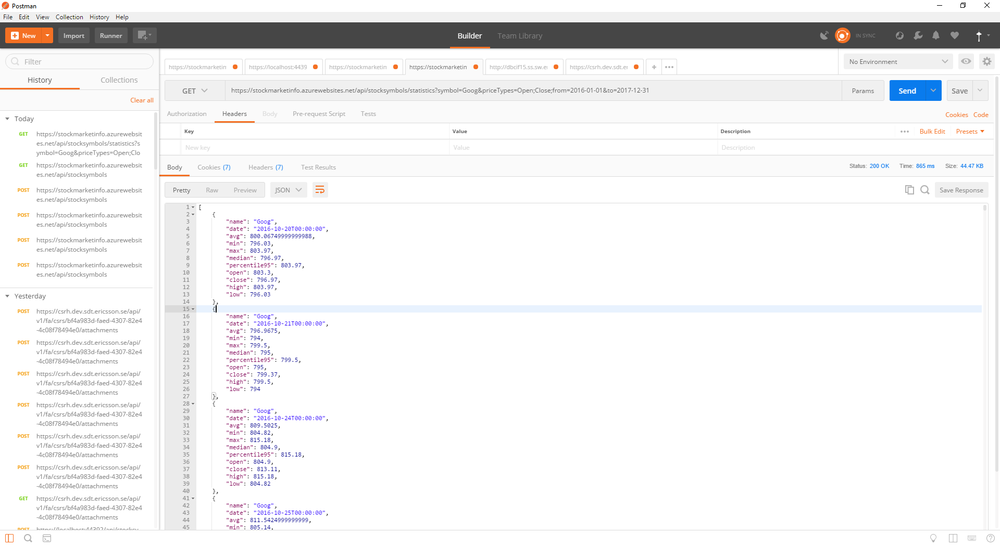 Postman
File Edit View Collection History Help
New Import Runner Builder Team Library IN SYNC
Filter
History Collections
Clear all
Today
GET https://stockmarketinfo.azurewebsit
es.net/api/stocksymbols/statistics?s
ymbol=Goog&priceTypes=Open;Clo
GET https://stockmarketinfo.azurewebsit
es.net/api/stocksymbols
POST https://stockmarketinfo.azurewebsit
es.net/api/stocksymbols
POST https://stockmarketinfo.azurewebsit
es.net/api/stocksymbols
POST https://stockmarketinfo.azurewebsit
es.net/api/stocksymbols
POST https://stockmarketinfo.azurewebsit
es.net/api/stocksymbols
Yesterday
POST https://csrh.dev.sdt.ericsson.se/api/
v1/fa/csrs/bf4a983d-faed-4307-82e4
-4c08f78494e0/attachments
POST https://csrh.dev.sdt.ericsson.se/api/
v1/fa/csrs/bf4a983d-faed-4307-82e4
-4c08f78494e0/attachments
POST https://csrh.dev.sdt.ericsson.se/api/
v1/fa/csrs/bf4a983d-faed-4307-82e4
-4c08f78494e0/attachments
POST https://csrh.dev.sdt.ericsson.se/api/
v1/fa/csrs/bf4a983d-faed-4307-82e4
-4c08f78494e0/attachments
POST https://csrh.dev.sdt.ericsson.se/api/
v1/fa/csrs/bf4a983d-faed-4307-82e4
-4c08f78494e0/attachments
POST https://csrh.dev.sdt.ericsson.se/api/
v1/fa/csrs/bf4a983d-faed-4307-82e4
-4c08f78494e0/attachments
GET https://csrh.dev.sdt.ericsson.se/api/
v1/fa/csrs/bf4a983d-faed-4307-82e4
-4c08f78494e0/attachments
POST https://localhost:44392/api/stocksy
https://stockmarketin https://localhost:4439 https://stockmarketin https://stockmarketin http://dbcif15.ss.sw.e https://csrh.dev.sdt.e + •••
No Environment
GET https://stockmarketinfo.azurewebsites.net/api/stocksymbols/statistics?symbol=Goog&priceTypes=Open;Close;from=2016-01-01&to=2017-12-31 Params Send Save
Authorization Headers Body Pre-request Script Tests Cookies Code
Key Value Description ••• Bulk Edit Presets
New key Value Description
Body Cookies (7) Headers (7) Test Results Status: 200 OK Time: 865 ms Size: 44.47 KB
Pretty Raw Preview JSON Save Response
1 [
2 {
3 "name": "Goog",
4 "date": "2016-10-20T00:00:00",
5 "avg": 800.06749999999988,
6 "min": 796.03,
7 "max": 803.97,
8 "median": 796.97,
9 "percentile95": 803.97,
10 "open": 803.3,
11 "close": 796.97,
12 "high": 803.97,
13 "low": 796.03
14 },
15 {
16 "name": "Goog",
17 "date": "2016-10-21T00:00:00",
18 "avg": 796.9675,
19 "min": 794,
20 "max": 799.5,
21 "median": 795,
22 "percentile95": 799.5,
23 "open": 795,
24 "close": 799.37,
25 "high": 799.5,
26 "low": 794
27 },
28 {
29 "name": "Goog",
30 "date": "2016-10-24T00:00:00",
31 "avg": 809.5025,
32 "min": 804.82,
33 "max": 815.18,
34 "median": 804.9,
35 "percentile95": 815.18,
36 "open": 804.9,
37 "close": 813.11,
38 "high": 815.18,
39 "low": 804.82
40 },
41 {
42 "name": "Goog",
43 "date": "2016-10-25T00:00:00",
44 "avg": 811.5424999999999,
45 "min": 805.14,